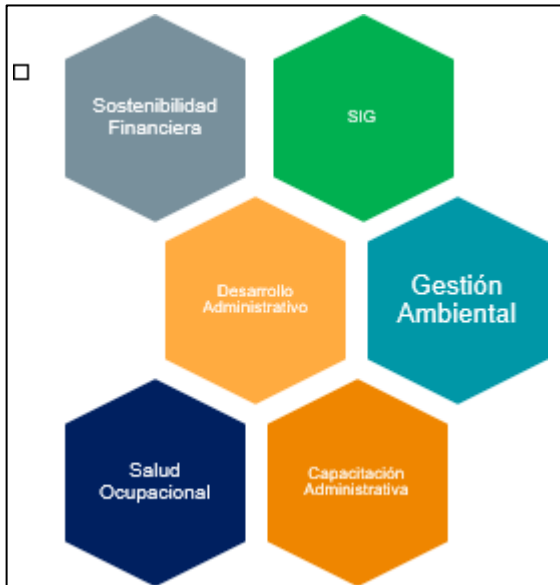 Sostenibilidad
Financiera
SIG
Desarrollo
Administrativo
Gestión
Ambiental
Salud
Ocupacional
Capacitación
Administrativa